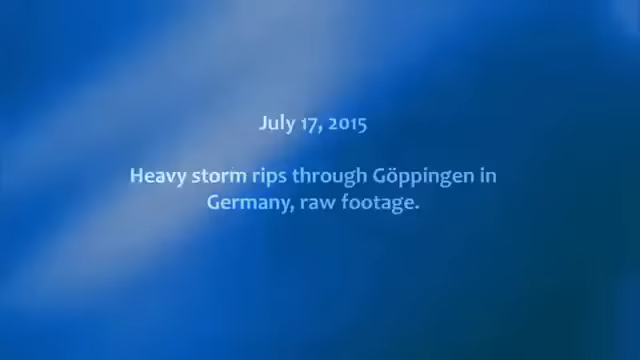 July 17, 2015
Heavy storm rips through Göppingen in
Germany, raw footage.